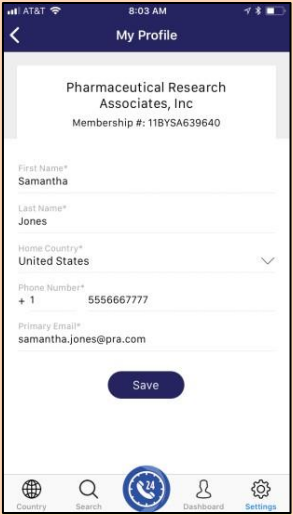 AT&T 8:03 AM
My Profile
Pharmaceutical Research
Associates, Inc
Membership #: 11BYSA639640
First Name*
Samantha
Last Name*
Jones
Home Country*
United States
Phone Number*
+ 1 5556667777
Primary Email*
samantha.jones@pra.com
Save
24
Country Search Dashboard Settings